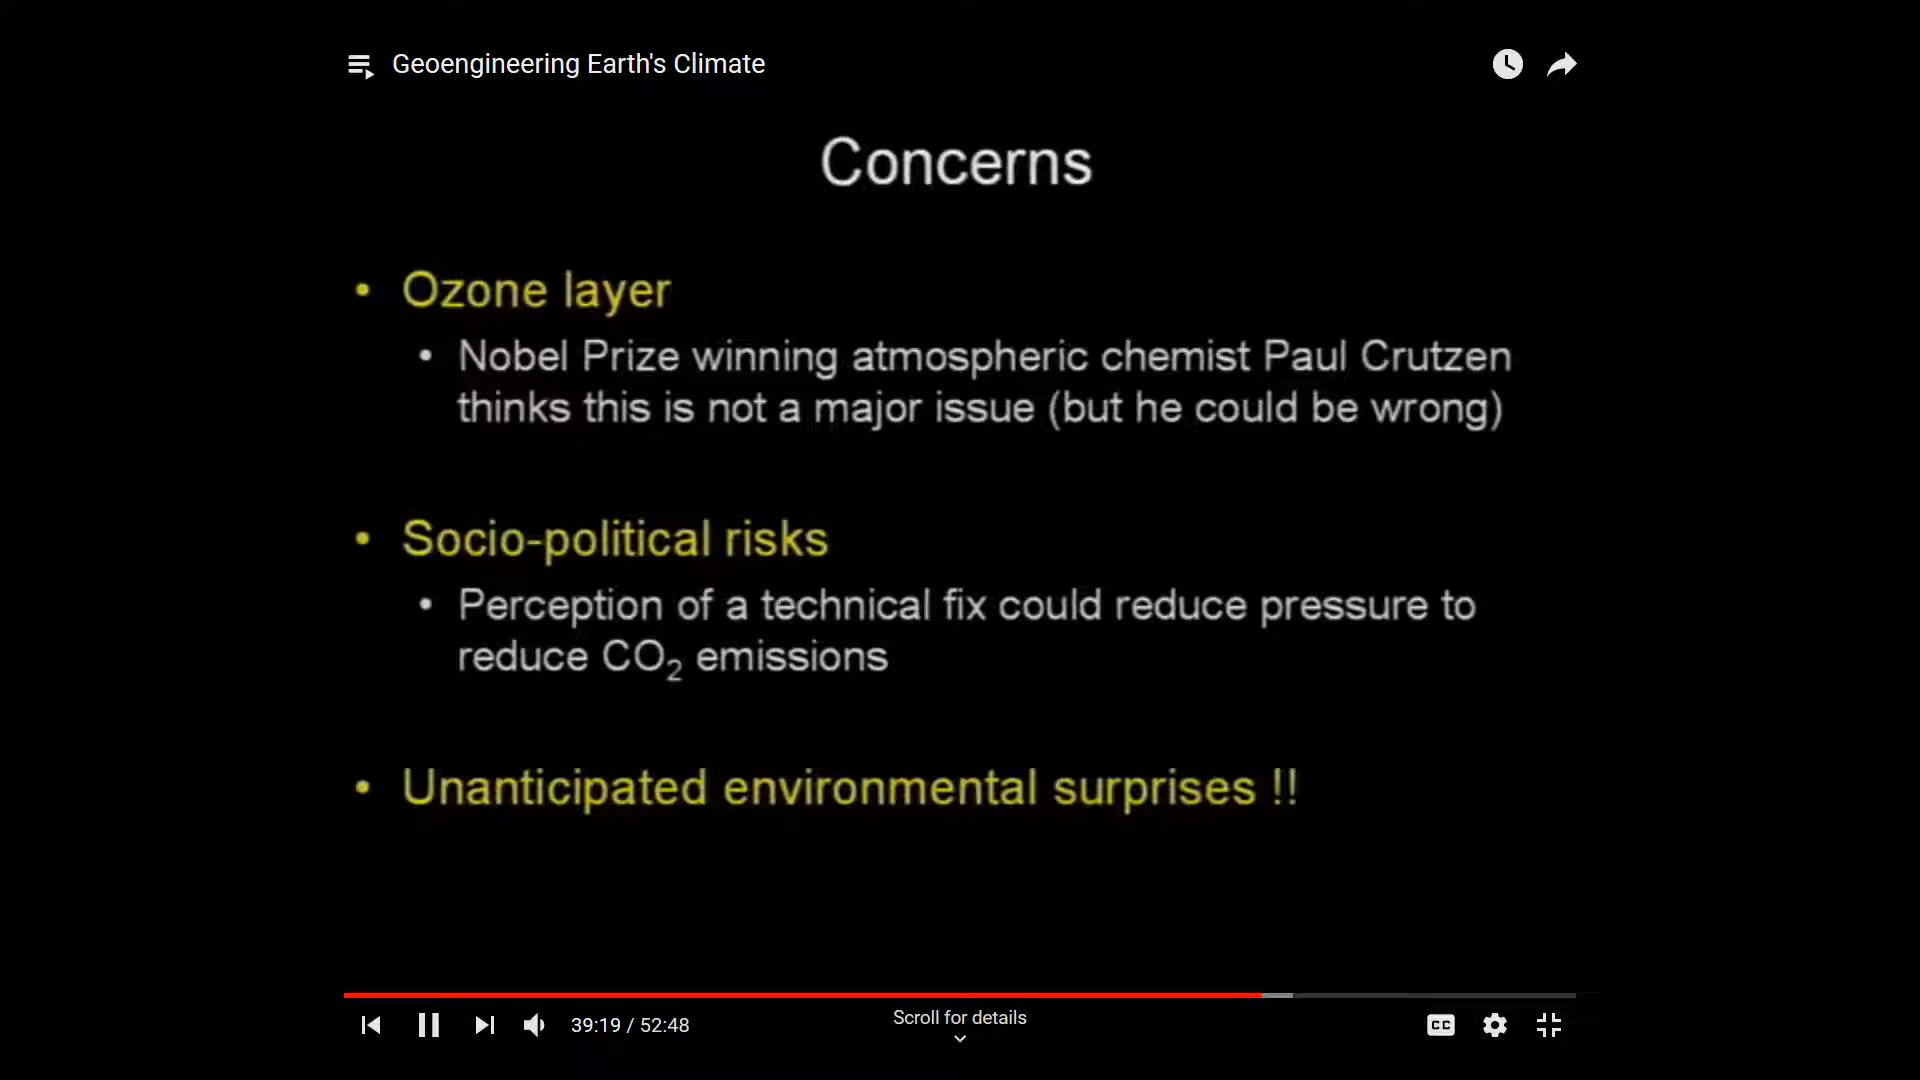 Geoengineering Earth's Climate
Concerns
• Ozone layer
• Nobel Prize winning atmospheric chemist Paul Crutzen
thinks this is not a major issue (but he could be wrong)
• Socio-political risks
• Perception of a technical fix could reduce pressure to
reduce CO₂ emissions
• Unanticipated environmental surprises !!
39:19 / 52:48
Scroll for details
CC